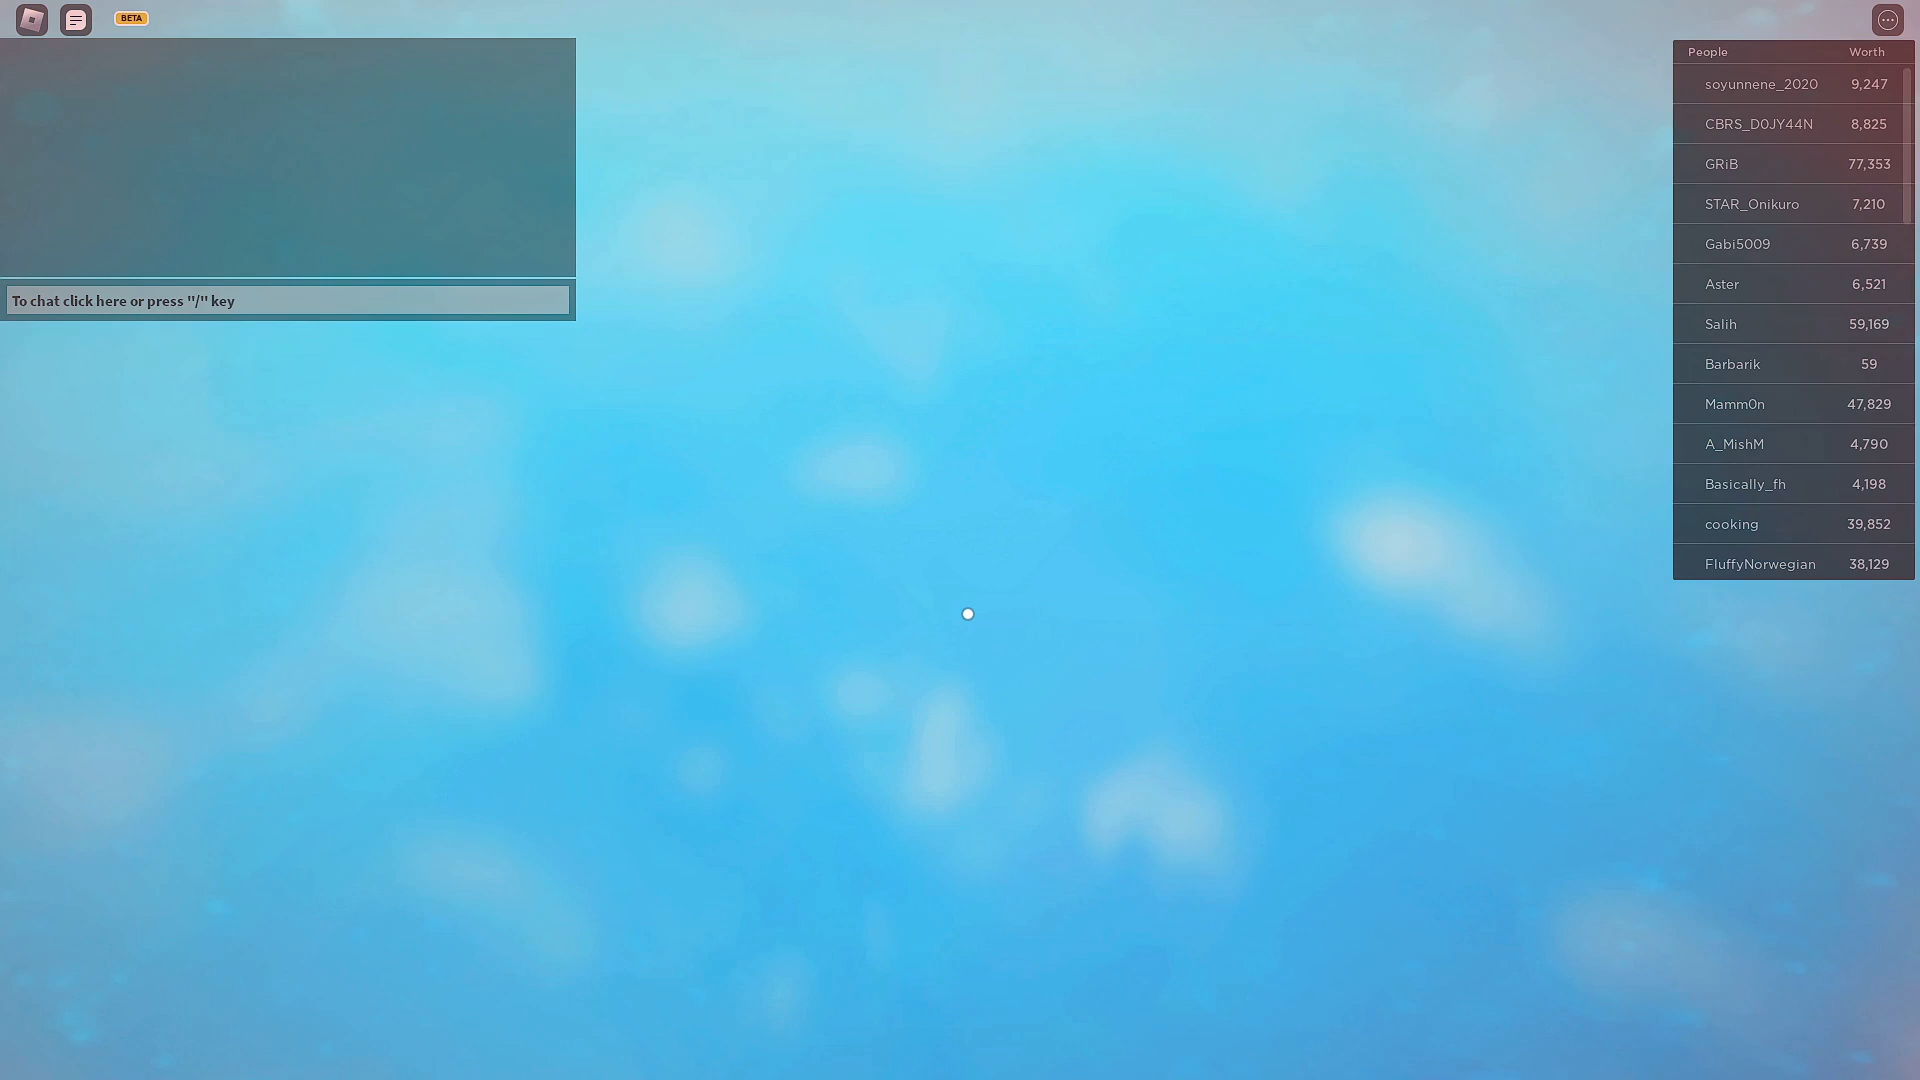 BETA
To chat click here or press "/" key
People Worth
soyunnene_2020 9,247
CBRS_D0JY44N 8,825
GRiB 77,353
STAR_Onikuro 7,210
Gabi5009 6,739
Aster 6,521
Salih 59,169
Barbarik 59
Mamm0n 47,829
A_MishM 4,790
Basically_fh 4,198
cooking 39,852
FluffyNorwegian 38,129